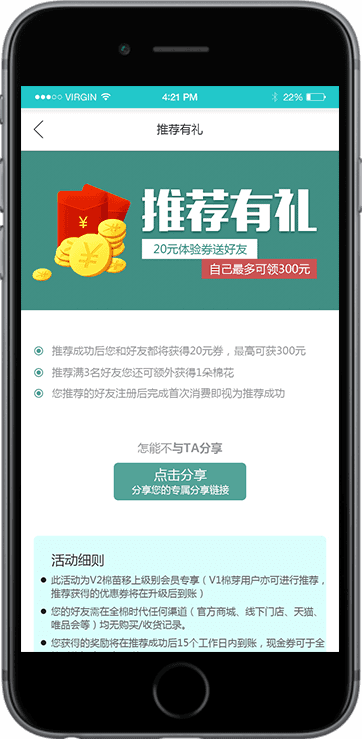 VIRGIN 4:21 PM 22%
推荐有礼
¥
推荐有礼
20元体验券送好友
¥
自己最多可领300元
¥
推荐成功后您和好友都将获得20元券，最高可获300元
推荐满3名好友您还可额外获得1朵棉花
您推荐的好友注册后完成首次消费即视为推荐成功
怎能不与TA分享
点击分享
分享您的专属分享链接
活动细则
此活动为V2棉苗移上级别会员专享（V1棉芽用户亦可进行推荐，
推荐获得的优惠券将在升级后到账）
您的好友需在全棉时代任何渠道（官方商城、线下门店、天猫、
唯品会等）均无购买/收货记录。
您获得的奖励将在推荐成功后15个工作日内到账，现金券可于全